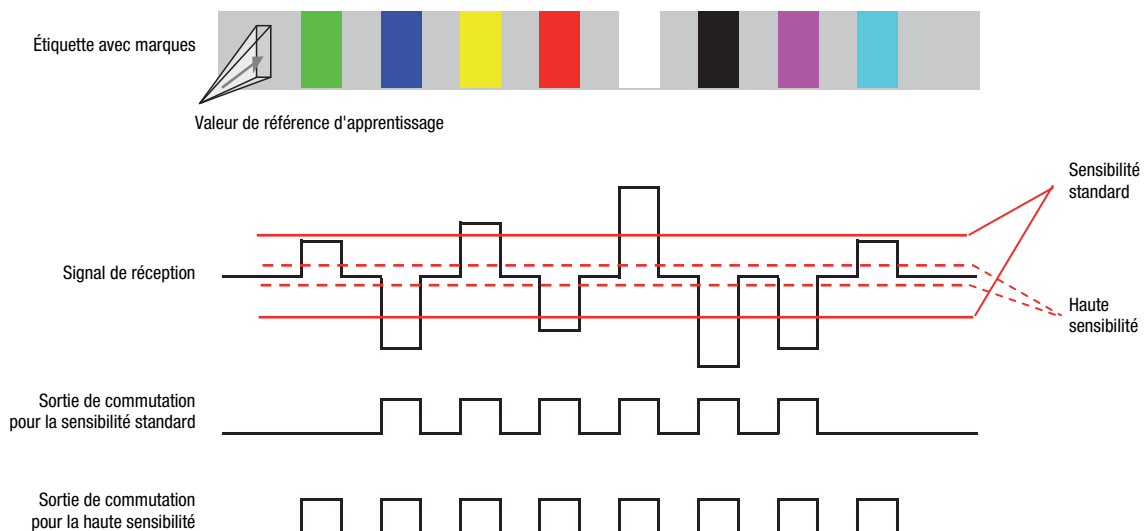 Étiquette avec marques
Valeur de référence d'apprentissage
Sensibilité
standard
Signal de réception
Haute
sensibilité
Sortie de commutation
pour la sensibilité standard
Sortie de commutation
pour la haute sensibilité